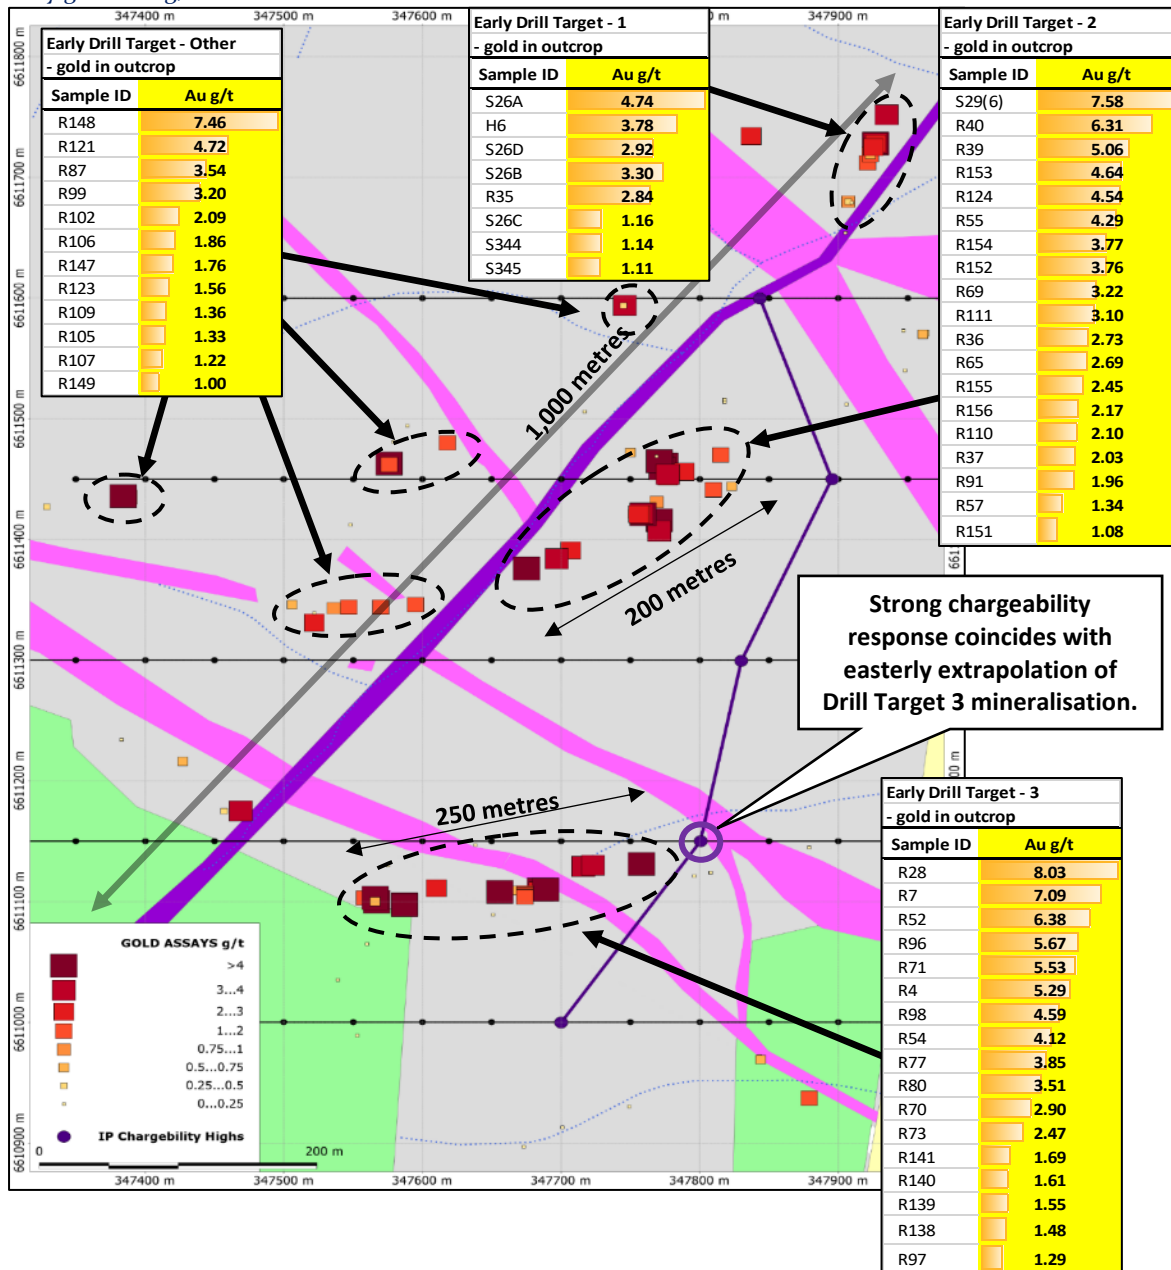 347400 m
347500 m
347600 m
0 m
347900 m
6611800 m
6611700 m
6611600 m
6611500 m
6611400 m
6611300 m
6611200 m
6611100 m
6611000 m
6610900 m
Early Drill Target - Other
- gold in outcrop
Sample ID Au g/t
R148 7.46
R121 4.72
R87 3.54
R99 3.20
R102 2.09
R106 1.86
R147 1.76
R123 1.56
R109 1.36
R105 1.33
R107 1.22
R149 1.00
Early Drill Target - 1
- gold in outcrop
Sample ID Au g/t
S26A 4.74
H6 3.78
S26D 2.92
S26B 3.30
R35 2.84
S26C 1.16
S344 1.14
S345 1.11
Early Drill Target - 2
- gold in outcrop
Sample ID Au g/t
S29(6) 7.58
R40 6.31
R39 5.06
R153 4.64
R124 4.54
R55 4.29
R154 3.77
R152 3.76
R69 3.22
R111 3.10
R36 2.73
R65 2.69
R155 2.45
R156 2.17
R110 2.10
R37 2.03
R91 1.96
R57 1.34
R151 1.08
1,000 metres
200 metres
250 metres
Strong chargeability
response coincides with
easterly extrapolation of
Drill Target 3 mineralisation.
Early Drill Target - 3
- gold in outcrop
Sample ID Au g/t
R28 8.03
R7 7.09
R52 6.38
R96 5.67
R71 5.53
R4 5.29
R98 4.59
R54 4.12
R77 3.85
R80 3.51
R70 2.90
R73 2.47
R141 1.69
R140 1.61
R139 1.55
R138 1.48
R97 1.29
GOLD ASSAYS g/t
>4
3...4
2...3
1...2
0.75...1
0.5...0.75
0.25...0.5
0...0.25
IP Chargebility Highs
0 200 m
347400 m
347500 m
347600 m
347700 m
347800 m
347900 m